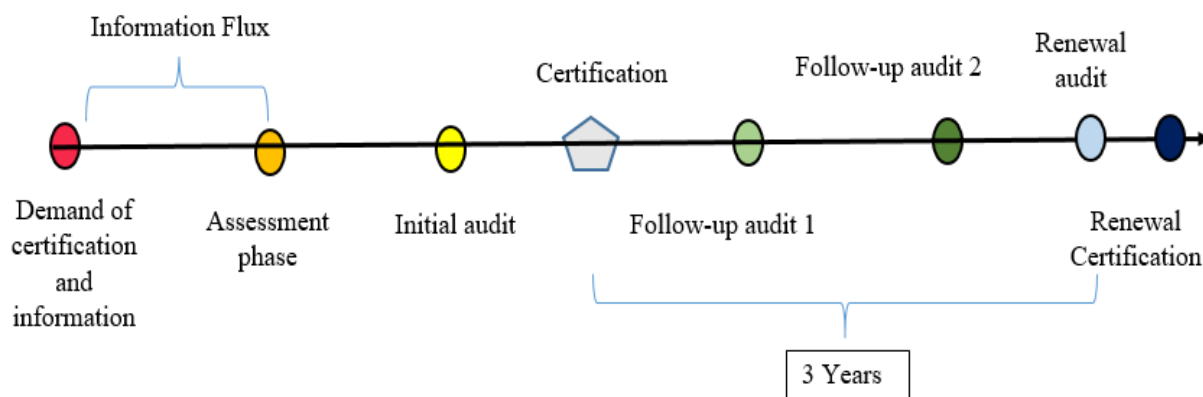 Information Flux
Certification
Follow-up audit 2
Renewal
audit
Demand of
certification
and
information
Assessment
phase
Initial audit
Follow-up audit 1
Renewal
Certification
3 Years